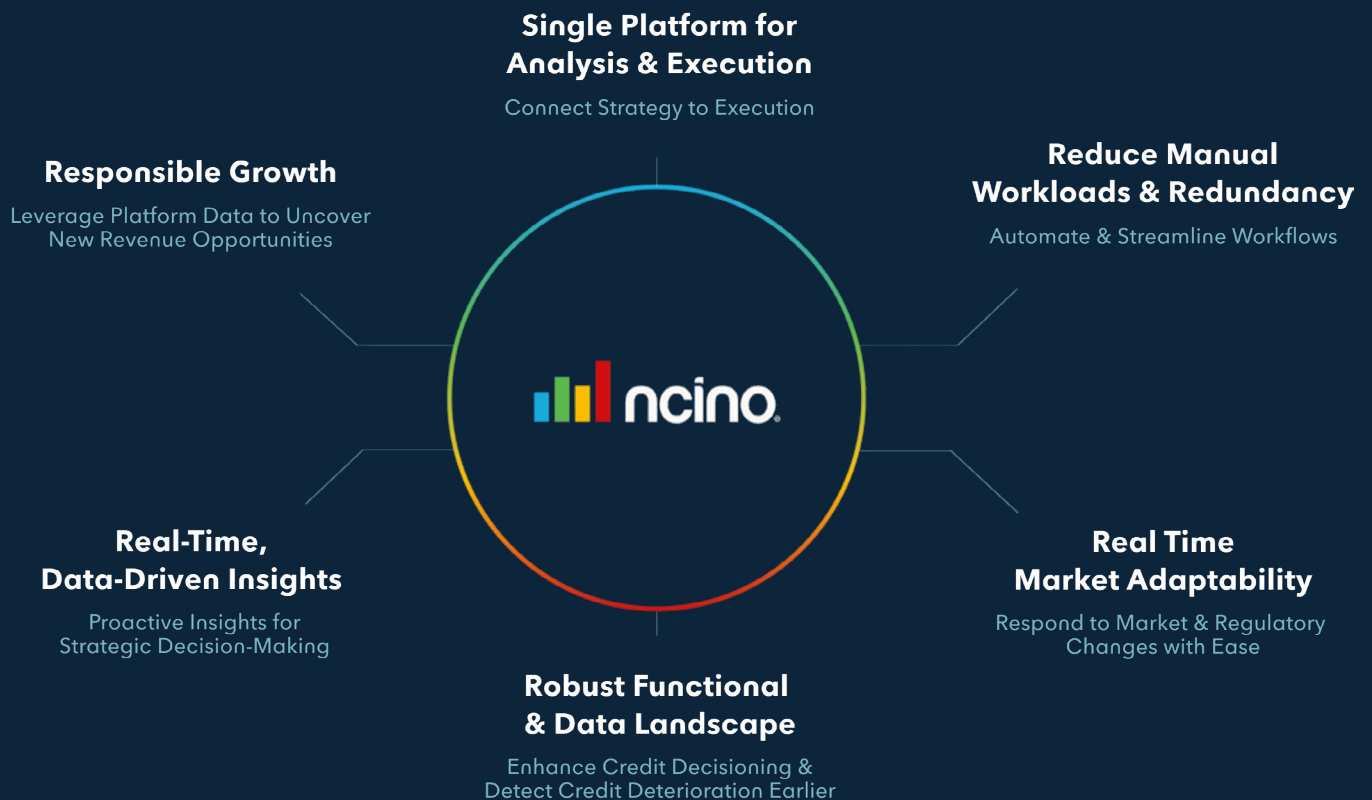 Single Platform for
Analysis & Execution
Connect Strategy to Execution
Responsible Growth
Leverage Platform Data to Uncover
New Revenue Opportunities
Reduce Manual
Workloads & Redundancy
Automate & Streamline Workflows
ncino®
Real-Time,
Data-Driven Insights
Proactive Insights for
Strategic Decision-Making
Real Time
Market Adaptability
Respond to Market & Regulatory
Changes with Ease
Robust Functional
& Data Landscape
Enhance Credit Decisioning &
Detect Credit Deterioration Earlier